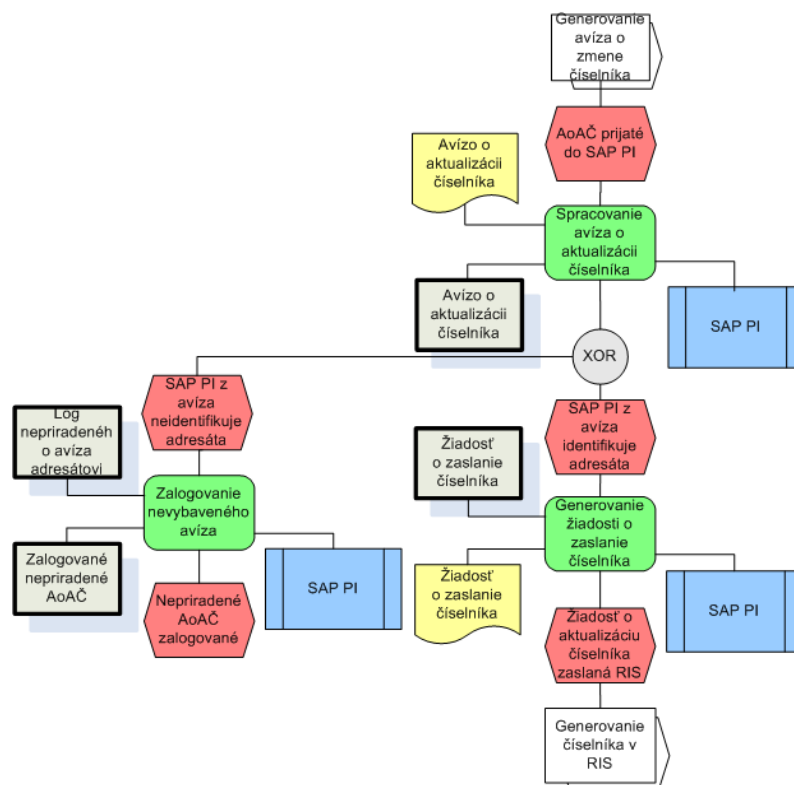 Generovanie
avíza o
zmene
číselníka
AoAČ prijaté
do SAP PI
Avízo o
aktualizácii
číselníka
Spracovanie
avíza o
aktualizácii
číselníka
Avízo o
aktualizácii
číselníka
SAP PI
XOR
SAP PI z
avíza
neidentifikuje
adresáta
SAP PI z
avíza
identifikuje
adresáta
Log
nepriradenéh
o avíza
adresátovi
Žiadosť
o zaslanie
číselníka
Zalogovanie
nevybaveného
avíza
Generovanie
žiadosti o
zaslanie
číselníka
Zalogované
nepriradené
AoAČ
SAP PI
Žiadosť
o zaslanie
číselníka
SAP PI
Nepriradené
AoAČ
zalogované
Žiadosť o
aktualizáciu
číselníka
zaslaná RIS
Generovanie
číselníka v
RIS